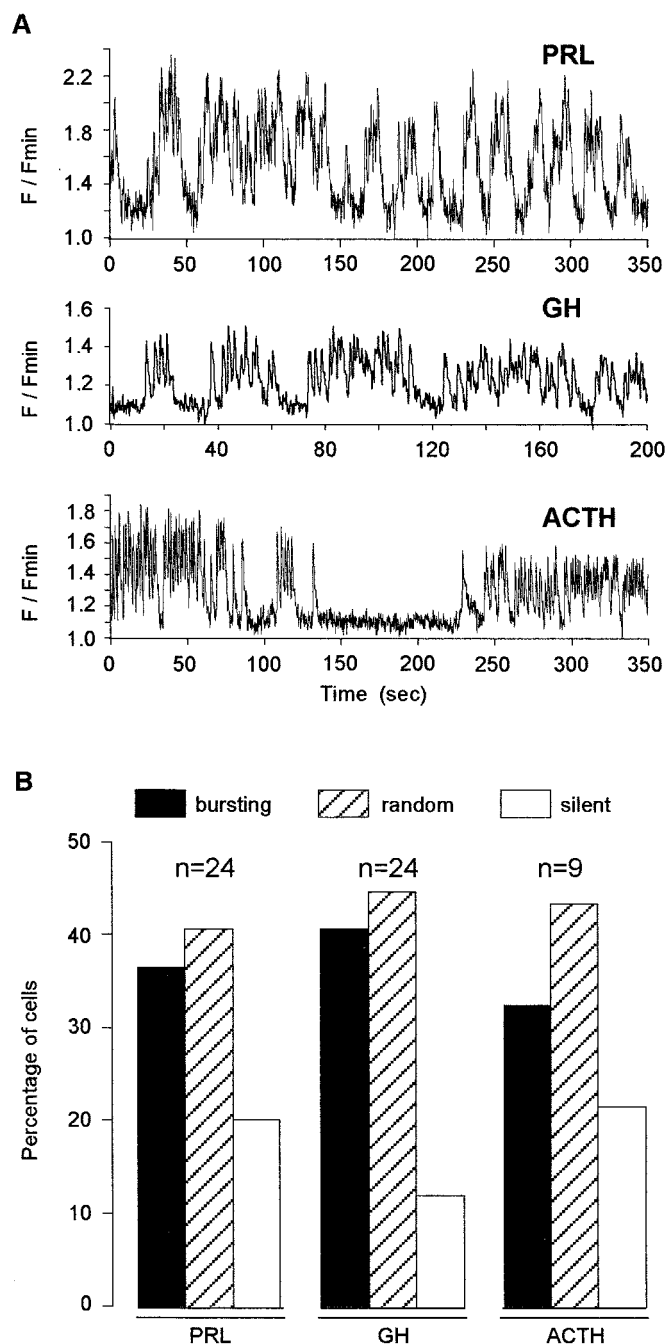 A
PRL
F / Fmin
2.2
1.8
1.4
1.0
0 50 100 150 200 250 300 350
GH
F / Fmin
1.6
1.4
1.2
1.0
0 40 80 120 160 200
ACTH
F / Fmin
1.8
1.6
1.4
1.2
1.0
0 50 100 150 200 250 300 350
Time (sec)
B
bursting random silent
Percentage of cells
50
40
30
20
10
0
n=24 n=24 n=9
PRL GH ACTH